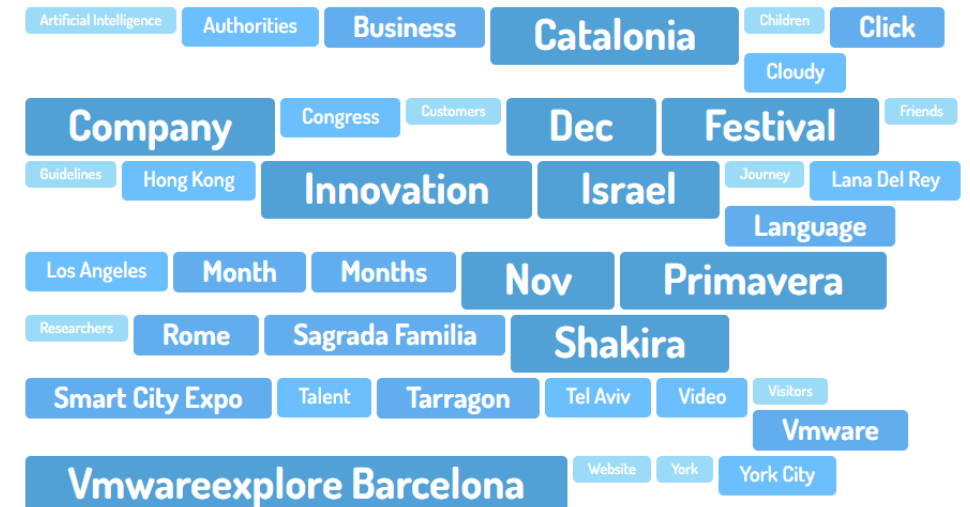 Artificial Intelligence Authorities Business Catalonia Children Click
Cloudy
Company Congress Customers Dec Festival Friends
Guidelines Hong Kong Innovation Israel Journey Lana Del Rey
Language
Los Angeles Month Months Nov Primavera
Researchers Rome Sagrada Familia Shakira
Smart City Expo Talent Tarragon Tel Aviv Video Visitors
Vmware
Vmwareexplore Barcelona Website York York City